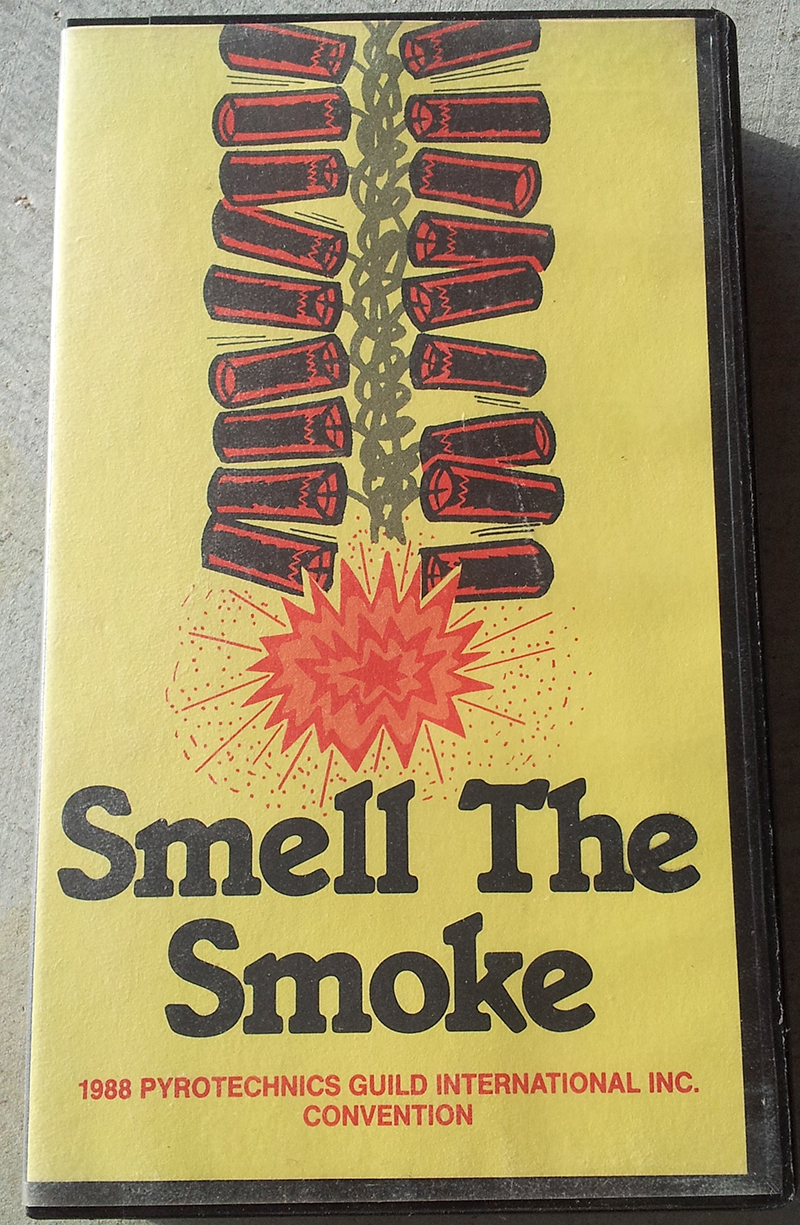 Smell The
Smoke
1988 PYROTECHNICS GUILD INTERNATIONAL INC.
CONVENTION